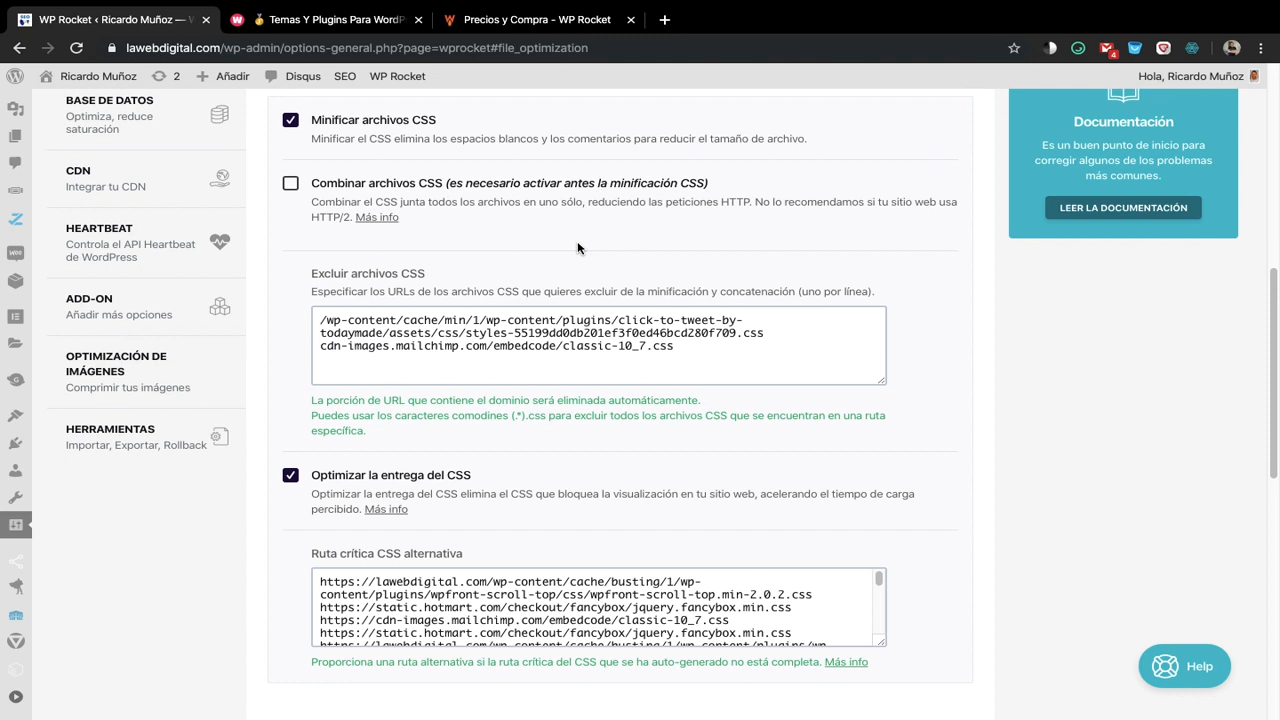 WP Rocket ‹ Ricardo Muñoz — W
Temas Y Plugins Para WordP
Precios y Compra - WP Rocket
lawebdigital.com/wp-admin/options-general.php?page=wprocket#file_optimization
4
Ricardo Muñoz
2
Añadir
Disqus
SEO
WP Rocket
Hola, Ricardo Muñoz
BASE DE DATOS
Optimiza, reduce
saturación
CDN
Integrar tu CDN
HEARTBEAT
Controla el API Heartbeat
de WordPress
ADD-ON
Añadir más opciones
OPTIMIZACIÓN DE
IMÁGENES
Comprimir tus imágenes
HERRAMIENTAS
Importar, Exportar, Rollback
Minificar archivos CSS
Minificar el CSS elimina los espacios blancos y los comentarios para reducir el tamaño de archivo.
Combinar archivos CSS (es necesario activar antes la minificación CSS)
Combinar el CSS junta todos los archivos en uno sólo, reduciendo las peticiones HTTP. No lo recomendamos si tu sitio web usa
HTTP/2. Más info
Excluir archivos CSS
Especificar los URLs de los archivos CSS que quieres excluir de la minificación y concatenación (uno por línea).
/wp-content/cache/min/1/wp-content/plugins/click-to-tweet-by-
todaymade/assets/css/styles-55199dd0db201ef3f0ed46bcd280f709.css
cdn-images.mailchimp.com/embedcode/classic-10_7.css
La porción de URL que contiene el dominio será eliminada automáticamente.
Puedes usar los caracteres comodines (.*).css para excluir todos los archivos CSS que se encuentran en una ruta
específica.
Optimizar la entrega del CSS
Optimizar la entrega del CSS elimina el CSS que bloquea la visualización en tu sitio web, acelerando el tiempo de carga
percibido. Más info
Ruta crítica CSS alternativa
https://lawebdigital.com/wp-content/cache/busting/1/wp-
content/plugins/wpfront-scroll-top/css/wpfront-scroll-top.min-2.0.2.css
https://static.hotmart.com/checkout/fancybox/jquery.fancybox.min.css
https://cdn-images.mailchimp.com/embedcode/classic-10_7.css
https://static.hotmart.com/checkout/fancybox/jquery.fancybox.min.css
https://lawebdigital.com/wp-content/cache/busting/1/wp-content/plugins/wp-
Proporciona una ruta alternativa si la ruta crítica del CSS que se ha auto-generado no está completa. Más info
Documentación
Es un buen punto de inicio para
corregir algunos de los problemas
más comunes.
LEER LA DOCUMENTACIÓN
Help